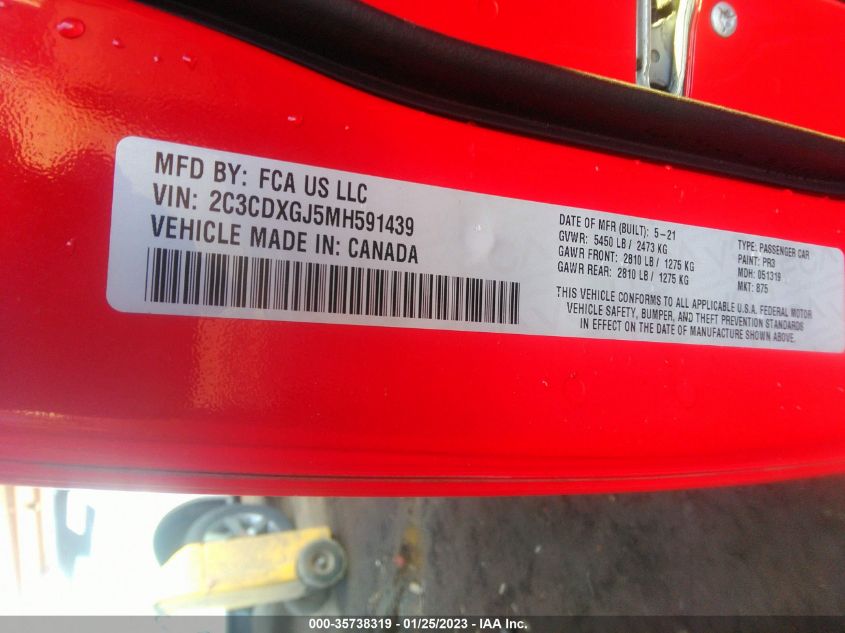 MFD BY: FCA US LLC
VIN: 2C3CDXGJ5MH591439
VEHICLE MADE IN: CANADA
DATE OF MFR (BUILT): 5-21
GVWR: 5450 LB / 2473 KG
GAWR FRONT: 2810 LB / 1275 KG
GAWR REAR: 2810 LB / 1275 KG
TYPE: PASSENGER CAR
PAINT: PR3
MDH: 051319
MKT: 875
THIS VEHICLE CONFORMS TO ALL APPLICABLE U.S.A. FEDERAL MOTOR
VEHICLE SAFETY, BUMPER, AND THEFT PREVENTION STANDARDS
IN EFFECT ON THE DATE OF MANUFACTURE SHOWN ABOVE.
000-35738319 - 01/25/2023 - IAA Inc.